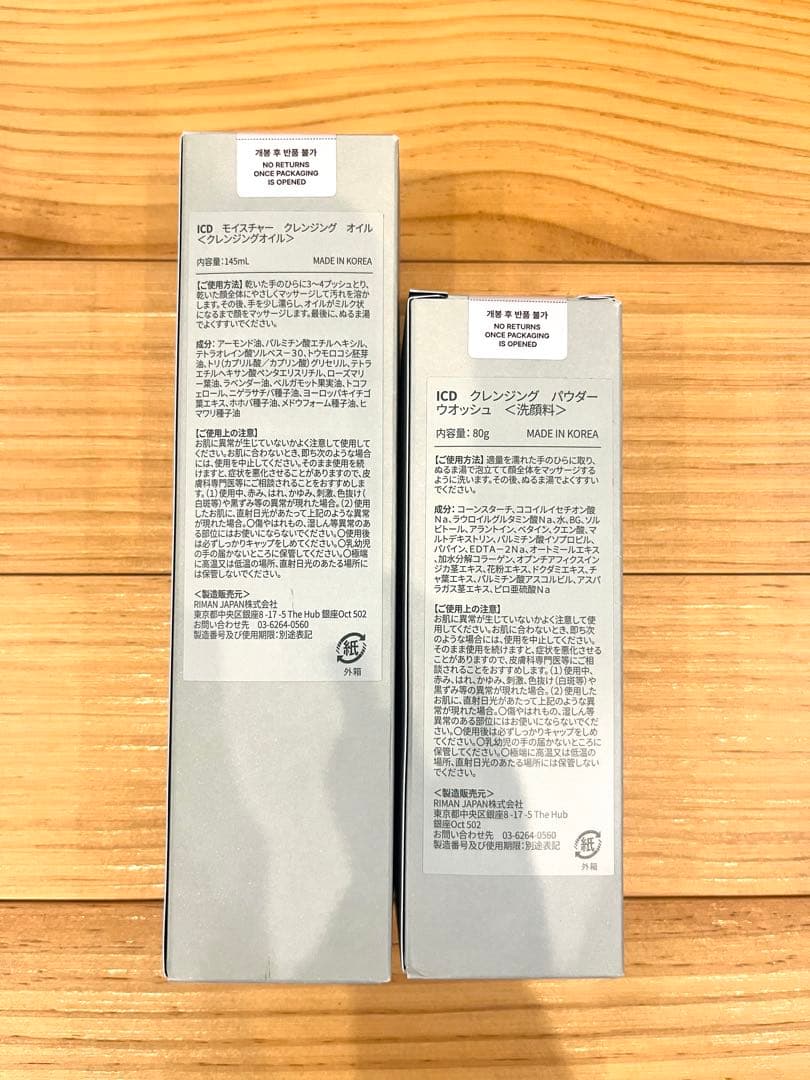 개봉 후 반품 불가
NO RETURNS
ONCE PACKAGING
IS OPENED
ICD モイスチャー クレンジング オイル
＜クレンジングオイル＞
内容量：145mL MADE IN KOREA
【ご使用方法】乾いた手のひらに3〜4プッシュとり、
乾いた顔全体にやさしくマッサージして汚れを溶か
します。その後、手を少し濡らし、オイルがミルク状
になるまで顔をマッサージします。最後に、ぬるま湯
でよくすすいでください。
成分：アーモンド油、パルミチン酸エチルヘキシル、
テトラオレイン酸ソルベス－３０、トウモロコシ胚芽
油、トリ（カプリル酸／カプリン酸）グリセリル、テトラ
エチルヘキサン酸ペンタエリスリチル、ローズマリ
ー葉油、ラベンダー油、ベルガモット果実油、トコフ
ェロール、ニゲラサチバ種子油、ヨーロッパキイチゴ
葉エキス、ホホバ種子油、メドウフォーム種子油、ヒ
マワリ種子油
【ご使用上の注意】
お肌に異常が生じていないかよく注意して使用して
ください。お肌に合わないとき、即ち次のような場合
には、使用を中止してください。そのまま使用を続
けますと、症状を悪化させることがありますので、皮
膚科専門医等にご相談されることをおすすめしま
す。（１）使用中、赤み、はれ、かゆみ、刺激、色抜け（
白斑等）や黒ずみ等の異常が現れた場合。（２）使用
したお肌に、直射日光があたって上記のような異常
が現れた場合。〇傷やはれもの、湿しん等異常のあ
る部位にはお使いにならないでください。〇使用後
は必ずしっかりキャップをしめてください。〇乳幼児
の手の届かないところに保管してください。〇極端
に高温又は低温の場所、直射日光のあたる場所に
は保管しないでください。
＜製造販売元＞
RIMAN JAPAN株式会社
東京都中央区銀座8 -17 -5 The Hub 銀座Oct 502
お問い合わせ先 03-6264-0560
製造番号及び使用期限：別途表記
紙
外箱
개봉 후 반품 불가
NO RETURNS
ONCE PACKAGING
IS OPENED
ICD クレンジング パウダー
ウオッシュ ＜洗顔料＞
内容量：80g MADE IN KOREA
【ご使用方法】適量を濡れた手のひらに取り、
ぬるま湯で泡立てて顔全体をマッサージする
ように洗います。その後、ぬるま湯でよくすすい
でください。
成分：コーンスターチ、ココイルイセチオン酸
Ｎａ、ラウロイルグルタミン酸Ｎａ、水、BG、ソル
ビトール、アラントイン、ベタイン、クエン酸、マ
ルトデキストリン、パルミチン酸イソプロピル、
パパイン、EDTA－２Ｎａ、オートミールエキス
、加水分解コラーゲン、オプンチアフィクスイン
ジカ茎エキス、花粉エキス、ドクダミエキス、チ
ャ葉エキス、パルミチン酸アスコルビル、アスパ
ラガス茎エキス、ピロ亜硫酸Ｎａ
【ご使用上の注意】
お肌に異常が生じていないかよく注意して使
用してください。お肌に合わないとき、即ち次
のような場合には、使用を中止してください。
そのまま使用を続けますと、症状を悪化させる
ことがありますので、皮膚科専門医等にご相
談されることをおすすめします。（１）使用中、
赤み、はれ、かゆみ、刺激、色抜け（白斑等）や
黒ずみ等の異常が現れた場合。（２）使用した
お肌に、直射日光があたって上記のような異
常が現れた場合。〇傷やはれもの、湿しん等
異常のある部位にはお使いにならないでくだ
さい。〇使用後は必ずしっかりキャップをしめ
てください。〇乳幼児の手の届かないところに
保管してください。〇極端に高温又は低温の
場所、直射日光のあたる場所には保管しない
でください。
＜製造販売元＞
RIMAN JAPAN株式会社
東京都中央区銀座8 -17 -5 The Hub
銀座Oct 502
お問い合わせ先 03-6264-0560
製造番号及び使用期限：別途表記
紙
外箱